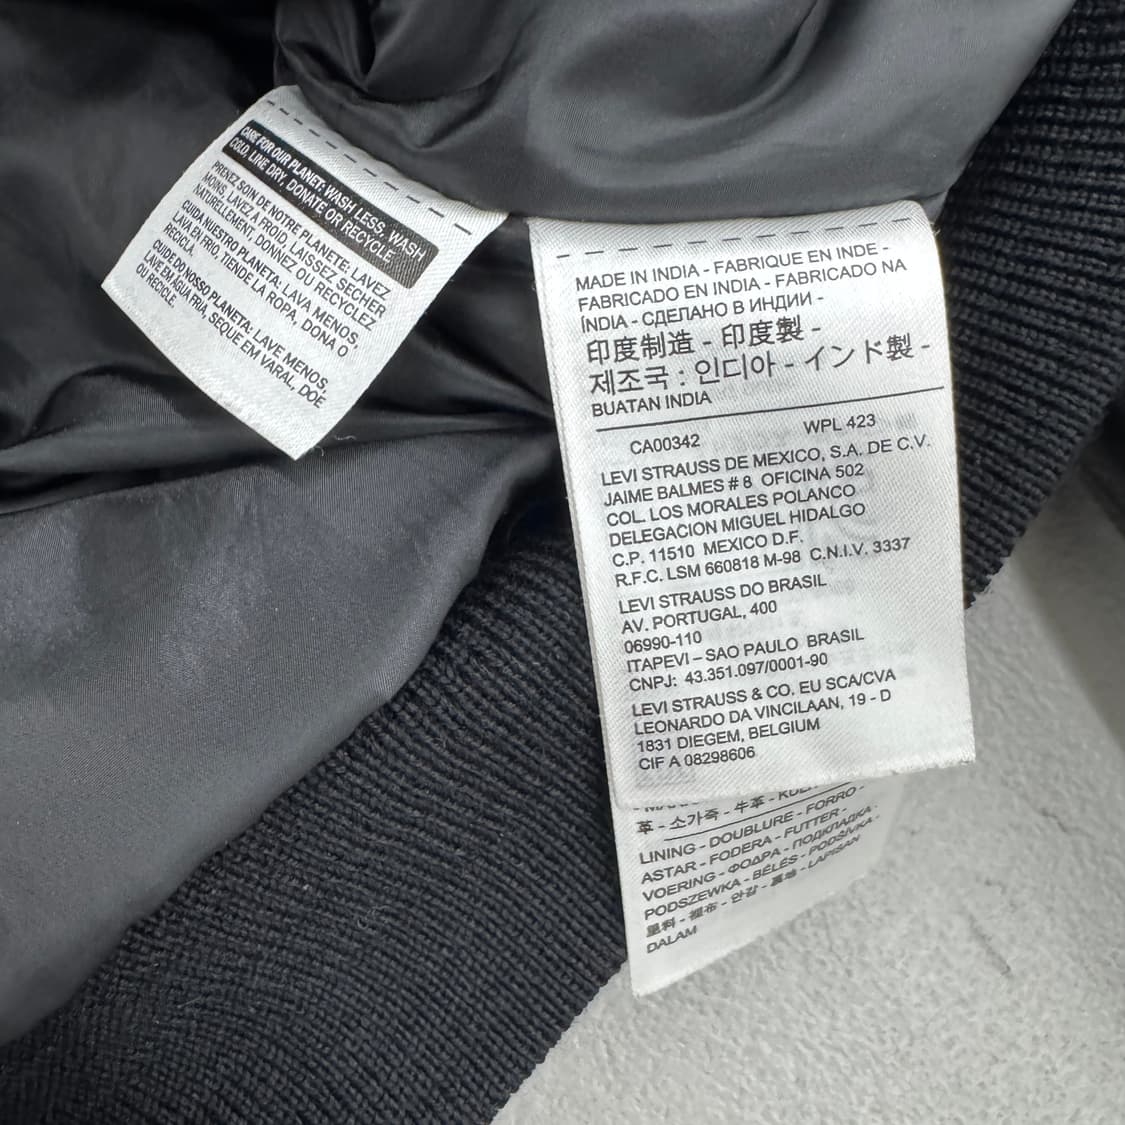 CARE FOR OUR PLANET: WASH LESS, WASH
COLD, LINE DRY, DONATE OR RECYCLE.
PRENEZ SOIN DE NOTRE PLANETE: LAVEZ
MOINS, LAVEZ A FROID, LAISSEZ SECHER
NATURELLEMENT, DONNEZ OU RECYCLEZ
CUIDA NUESTRO PLANETA: LAVA MENOS,
LAVA EN FRIO, TIENDE LA ROPA, DONA O
RECICLA.
CUIDE DO NOSSO PLANETA: LAVE MENOS,
LAVE EM AGUA FRIA, SEQUE EM VARAL, DOE
OU RECICLE.
MADE IN INDIA - FABRIQUE EN INDE -
FABRICADO EN INDIA - FABRICADO NA
ÍNDIA - СДЕЛАНО В ИНДИИ -
印度制造 - 印度製 -
제조국 : 인디아 - インド製 -
BUATAN INDIA
CA00342 WPL 423
LEVI STRAUSS DE MEXICO, S.A. DE C.V.
JAIME BALMES # 8 OFICINA 502
COL. LOS MORALES POLANCO
DELEGACION MIGUEL HIDALGO
C.P. 11510 MEXICO D.F.
R.F.C. LSM 660818 M-98 C.N.I.V. 3337
LEVI STRAUSS DO BRASIL
AV. PORTUGAL, 400
06990-110
ITAPEVI – SAO PAULO BRASIL
CNPJ: 43.351.097/0001-90
LEVI STRAUSS & CO. EU SCA/CVA
LEONARDO DA VINCILAAN, 19 - D
1831 DIEGEM, BELGIUM
CIF A 08298606
革 - 소가죽 - 牛革 -
LINING - DOUBLURE - FORRO -
ASTAR - FODERA - FUTTER -
VOERING - ФОДРА - ПОДКЛАДКА -
PODSZEWKA - BÉLÉS - PODŠÍVKA -
里料 - 裡布 - 안감 - 裏地 - LAPISAN
DALAM